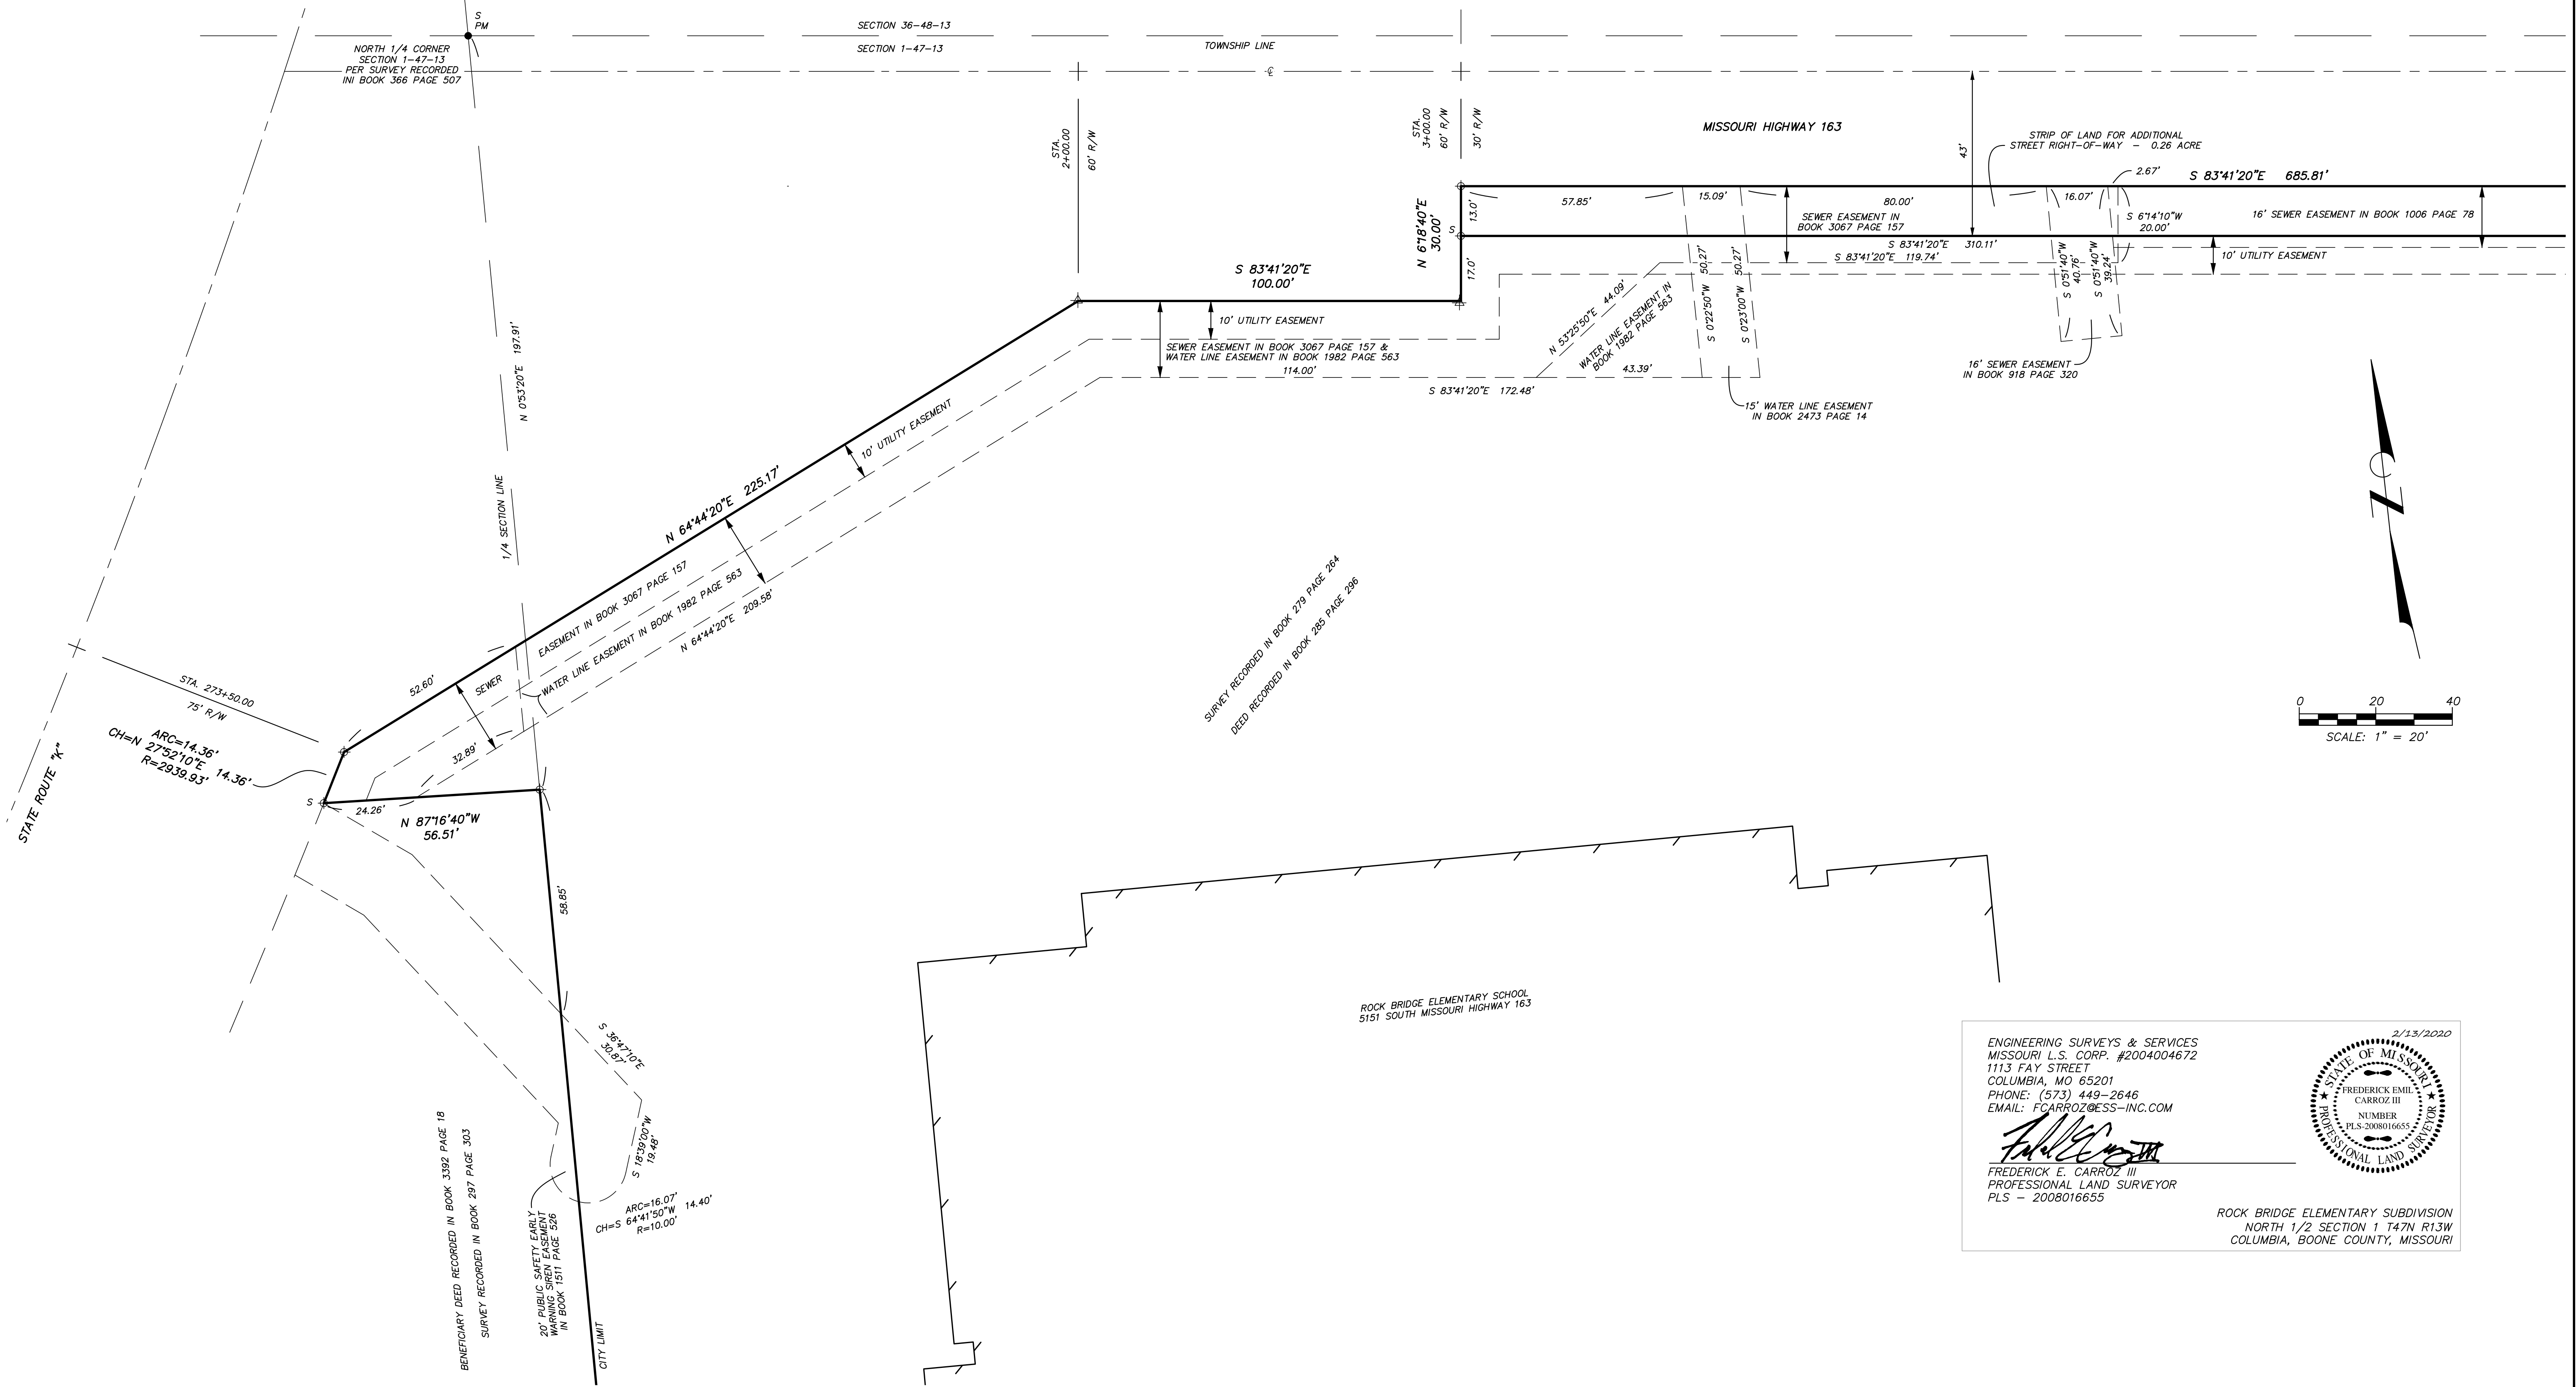 S
PM
SECTION 36-48-13
NORTH 1/4 CORNER
SECTION 1-47-13
PER SURVEY RECORDED
INI BOOK 366 PAGE 507
SECTION 1-47-13
TOWNSHIP LINE
℄
STA.
2+00.00
60' R/W
STA.
3+00.00
60' R/W
30' R/W
MISSOURI HIGHWAY 163
43'
STRIP OF LAND FOR ADDITIONAL
STREET RIGHT-OF-WAY - 0.26 ACRE
2.67'
S 83°41'20"E 685.81'
N 6°18'40"E
30.00'
13.0'
17.0'
S
57.85'
15.09'
80.00'
16.07'
SEWER EASEMENT IN
BOOK 3067 PAGE 157
S 6°14'10"W
20.00'
16' SEWER EASEMENT IN BOOK 1006 PAGE 78
S 83°41'20"E 310.11'
S 83°41'20"E 119.74'
10' UTILITY EASEMENT
S 83°41'20"E
100.00'
10' UTILITY EASEMENT
SEWER EASEMENT IN BOOK 3067 PAGE 157 &
WATER LINE EASEMENT IN BOOK 1982 PAGE 563
114.00'
N 53°25'50"E 44.09'
WATER LINE EASEMENT IN
BOOK 1982 PAGE 563
43.39'
S 83°41'20"E 172.48'
S 0°22'50"W 50.27'
S 0°23'00"W 50.27'
S 0°51'40"W
40.76'
S 0°51'40"W
39.24'
16' SEWER EASEMENT
IN BOOK 918 PAGE 320
15' WATER LINE EASEMENT
IN BOOK 2473 PAGE 14
N 0°53'20"E 197.91'
1/4 SECTION LINE
10' UTILITY EASEMENT
N 64°44'20"E 225.17'
SEWER
EASEMENT IN BOOK 3067 PAGE 157
WATER LINE EASEMENT IN BOOK 1982 PAGE 563
N 64°44'20"E 209.58'
52.60'
32.89'
STA. 273+50.00
75' R/W
ARC=14.36'
CH=N 27°52'10"E 14.36'
R=2939.93'
STATE ROUTE "K"
S
24.26'
N 87°16'40"W
56.51'
SURVEY RECORDED IN BOOK 279 PAGE 264
DEED RECORDED IN BOOK 285 PAGE 296
N
0 20 40
SCALE: 1" = 20'
58.85'
S 36°47'10"E
30.87'
S 18°39'00"W
19.48'
ARC=16.07'
CH=S 64°41'50"W 14.40'
R=10.00'
BENEFICIARY DEED RECORDED IN BOOK 3392 PAGE 18
SURVEY RECORDED IN BOOK 297 PAGE 303
20' PUBLIC SAFETY EARLY
WARNING SIREN EASEMENT
IN BOOK 1511 PAGE 526
CITY LIMIT
ROCK BRIDGE ELEMENTARY SCHOOL
5151 SOUTH MISSOURI HIGHWAY 163
2/13/2020
ENGINEERING SURVEYS & SERVICES
MISSOURI L.S. CORP. #2004004672
1113 FAY STREET
COLUMBIA, MO 65201
PHONE: (573) 449-2646
EMAIL: FCARROZ@ESS-INC.COM
STATE OF MISSOURI
FREDERICK EMIL
CARROZ III
NUMBER
PLS-2008016655
PROFESSIONAL LAND SURVEYOR
FREDERICK E. CARROZ III
PROFESSIONAL LAND SURVEYOR
PLS - 2008016655
ROCK BRIDGE ELEMENTARY SUBDIVISION
NORTH 1/2 SECTION 1 T47N R13W
COLUMBIA, BOONE COUNTY, MISSOURI